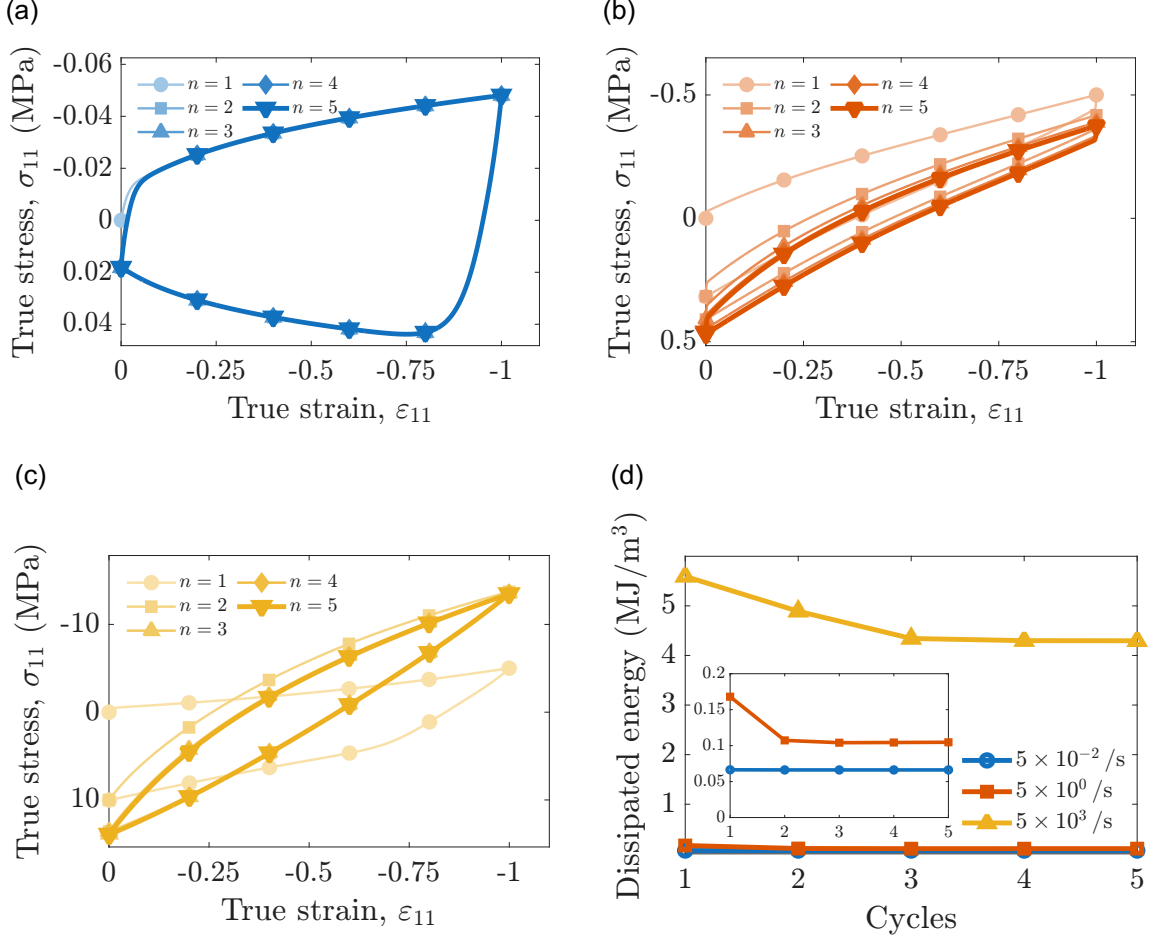 (a)
True stress, σ₁₁ (MPa)
-0.06
-0.04
-0.02
0
0.02
0.04
n = 1
n = 2
n = 3
n = 4
n = 5
0 -0.25 -0.5 -0.75 -1
True strain, ε₁₁
(b)
True stress, σ₁₁ (MPa)
-0.5
0
0.5
n = 1
n = 2
n = 3
n = 4
n = 5
0 -0.25 -0.5 -0.75 -1
True strain, ε₁₁
(c)
True stress, σ₁₁ (MPa)
-10
0
10
n = 1
n = 2
n = 3
n = 4
n = 5
0 -0.25 -0.5 -0.75 -1
True strain, ε₁₁
(d)
Dissipated energy (MJ/m³)
5
4
3
2
1
0.2
0.15
0.1
0.05
0
1 2 3 4 5
5 × 10⁻² /s
5 × 10⁰ /s
5 × 10³ /s
1 2 3 4 5
Cycles